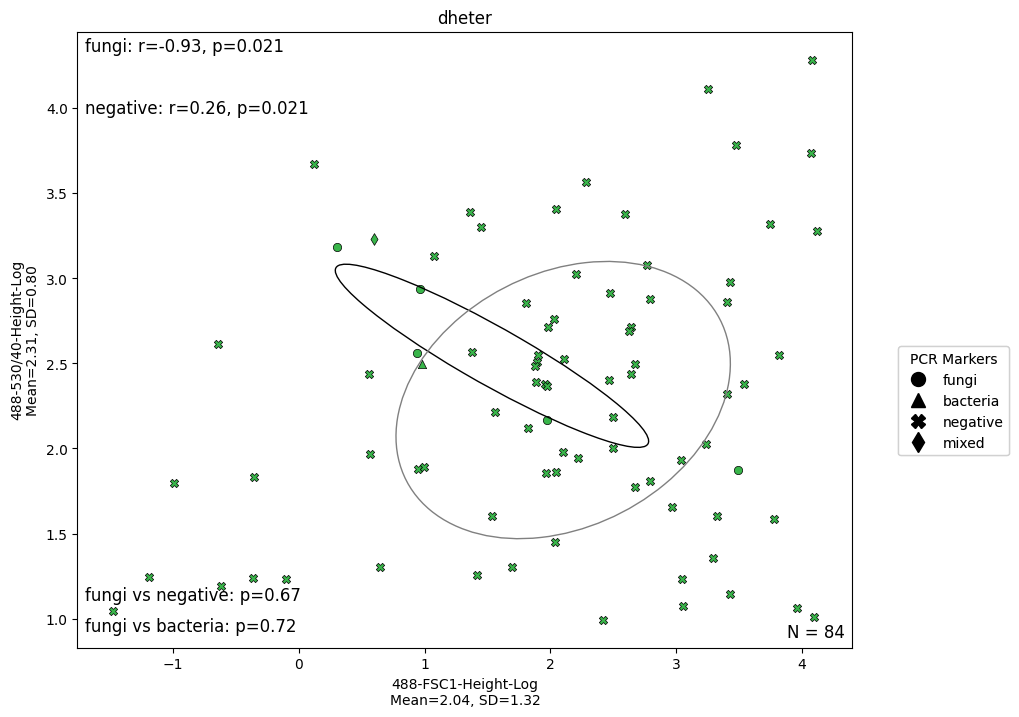 dheter
fungi: r=-0.93, p=0.021
negative: r=0.26, p=0.021
4.0
3.5
3.0
2.5
2.0
1.5
1.0
488-530/40-Height-Log
Mean=2.31, SD=0.80
fungi vs negative: p=0.67
fungi vs bacteria: p=0.72
N = 84
−1
0
1
2
3
4
488-FSC1-Height-Log
Mean=2.04, SD=1.32
PCR Markers
fungi
bacteria
negative
mixed